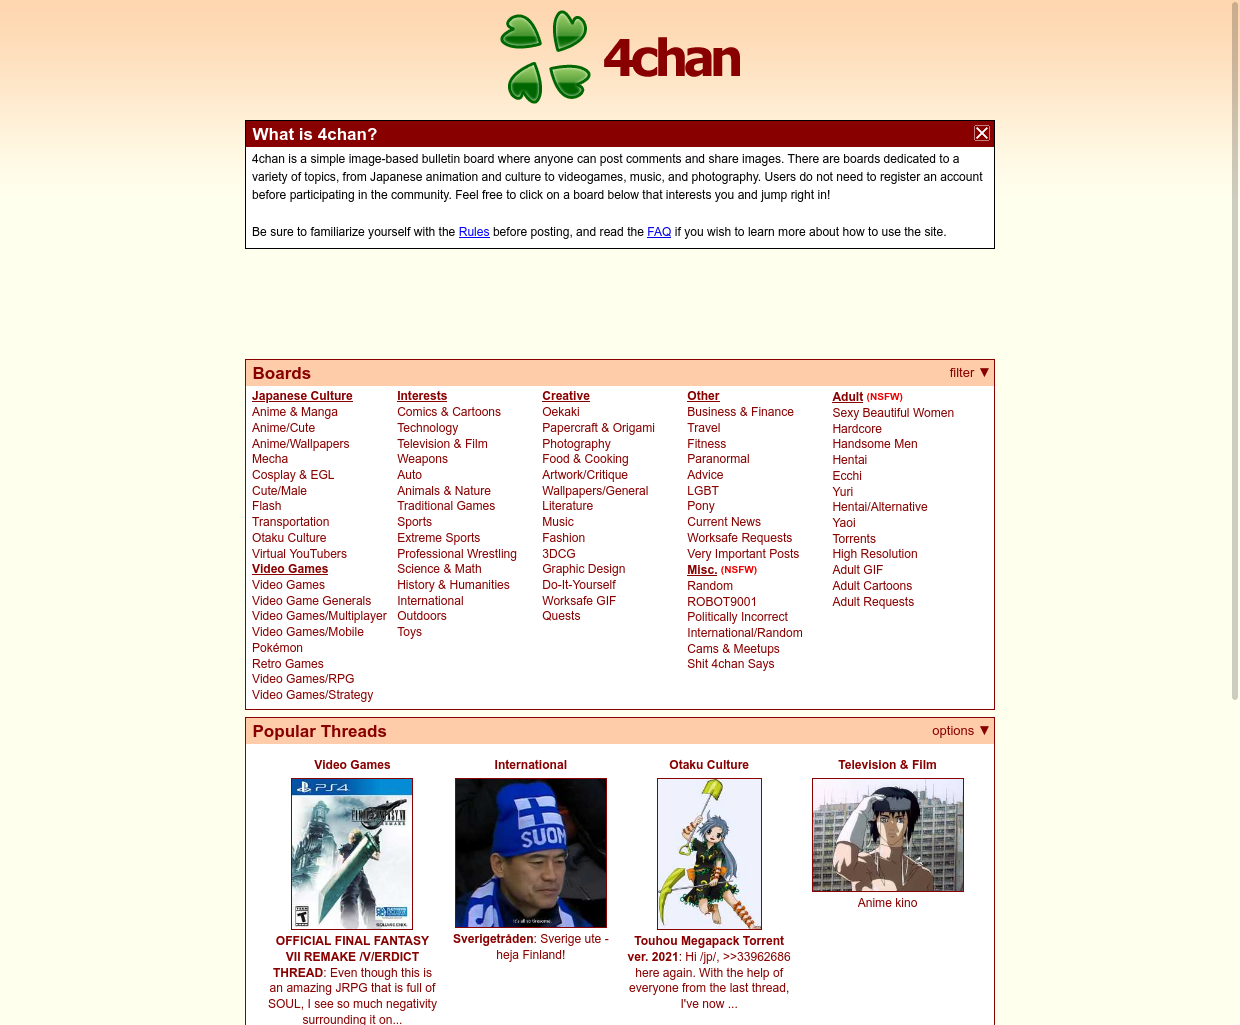 4chan
What is 4chan?
4chan is a simple image-based bulletin board where anyone can post comments and share images. There are boards dedicated to a
variety of topics, from Japanese animation and culture to videogames, music, and photography. Users do not need to register an account
before participating in the community. Feel free to click on a board below that interests you and jump right in!
Be sure to familiarize yourself with the Rules before posting, and read the FAQ if you wish to learn more about how to use the site.
Boards
filter ▼
Japanese Culture
Anime & Manga
Anime/Cute
Anime/Wallpapers
Mecha
Cosplay & EGL
Cute/Male
Flash
Transportation
Otaku Culture
Virtual YouTubers
Video Games
Video Games
Video Game Generals
Video Games/Multiplayer
Video Games/Mobile
Pokémon
Retro Games
Video Games/RPG
Video Games/Strategy
Interests
Comics & Cartoons
Technology
Television & Film
Weapons
Auto
Animals & Nature
Traditional Games
Sports
Extreme Sports
Professional Wrestling
Science & Math
History & Humanities
International
Outdoors
Toys
Creative
Oekaki
Papercraft & Origami
Photography
Food & Cooking
Artwork/Critique
Wallpapers/General
Literature
Music
Fashion
3DCG
Graphic Design
Do-It-Yourself
Worksafe GIF
Quests
Other
Business & Finance
Travel
Fitness
Paranormal
Advice
LGBT
Pony
Current News
Worksafe Requests
Very Important Posts
Misc. (NSFW)
Random
ROBOT9001
Politically Incorrect
International/Random
Cams & Meetups
Shit 4chan Says
Adult (NSFW)
Sexy Beautiful Women
Hardcore
Handsome Men
Hentai
Ecchi
Yuri
Hentai/Alternative
Yaoi
Torrents
High Resolution
Adult GIF
Adult Cartoons
Adult Requests
Popular Threads
options ▼
Video Games
PS4
FINAL FANTASY VII
REMAKE
SQUARE ENIX
OFFICIAL FINAL FANTASY
VII REMAKE /V/ERDICT
THREAD: Even though this is
an amazing JRPG that is full of
SOUL, I see so much negativity
surrounding it on...
International
SUOM
It's all so tiresome.
Sverigetråden: Sverige ute -
heja Finland!
Otaku Culture
Touhou Megapack Torrent
ver. 2021: Hi /jp/, >>33962686
here again. With the help of
everyone from the last thread,
I've now ...
Television & Film
Anime kino